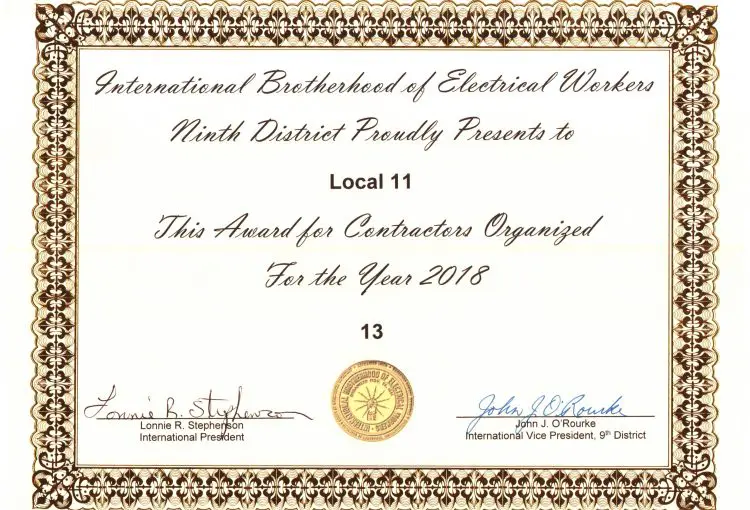 International Brotherhood of Electrical Workers
Ninth District Proudly Presents to
Local 11
This Award for Contractors Organized
For the Year 2018
13
Lonnie R. Stephenson
John J. O'Rourke
Lonnie R. Stephenson
John J. O'Rourke
International President
International Vice President, 9th District